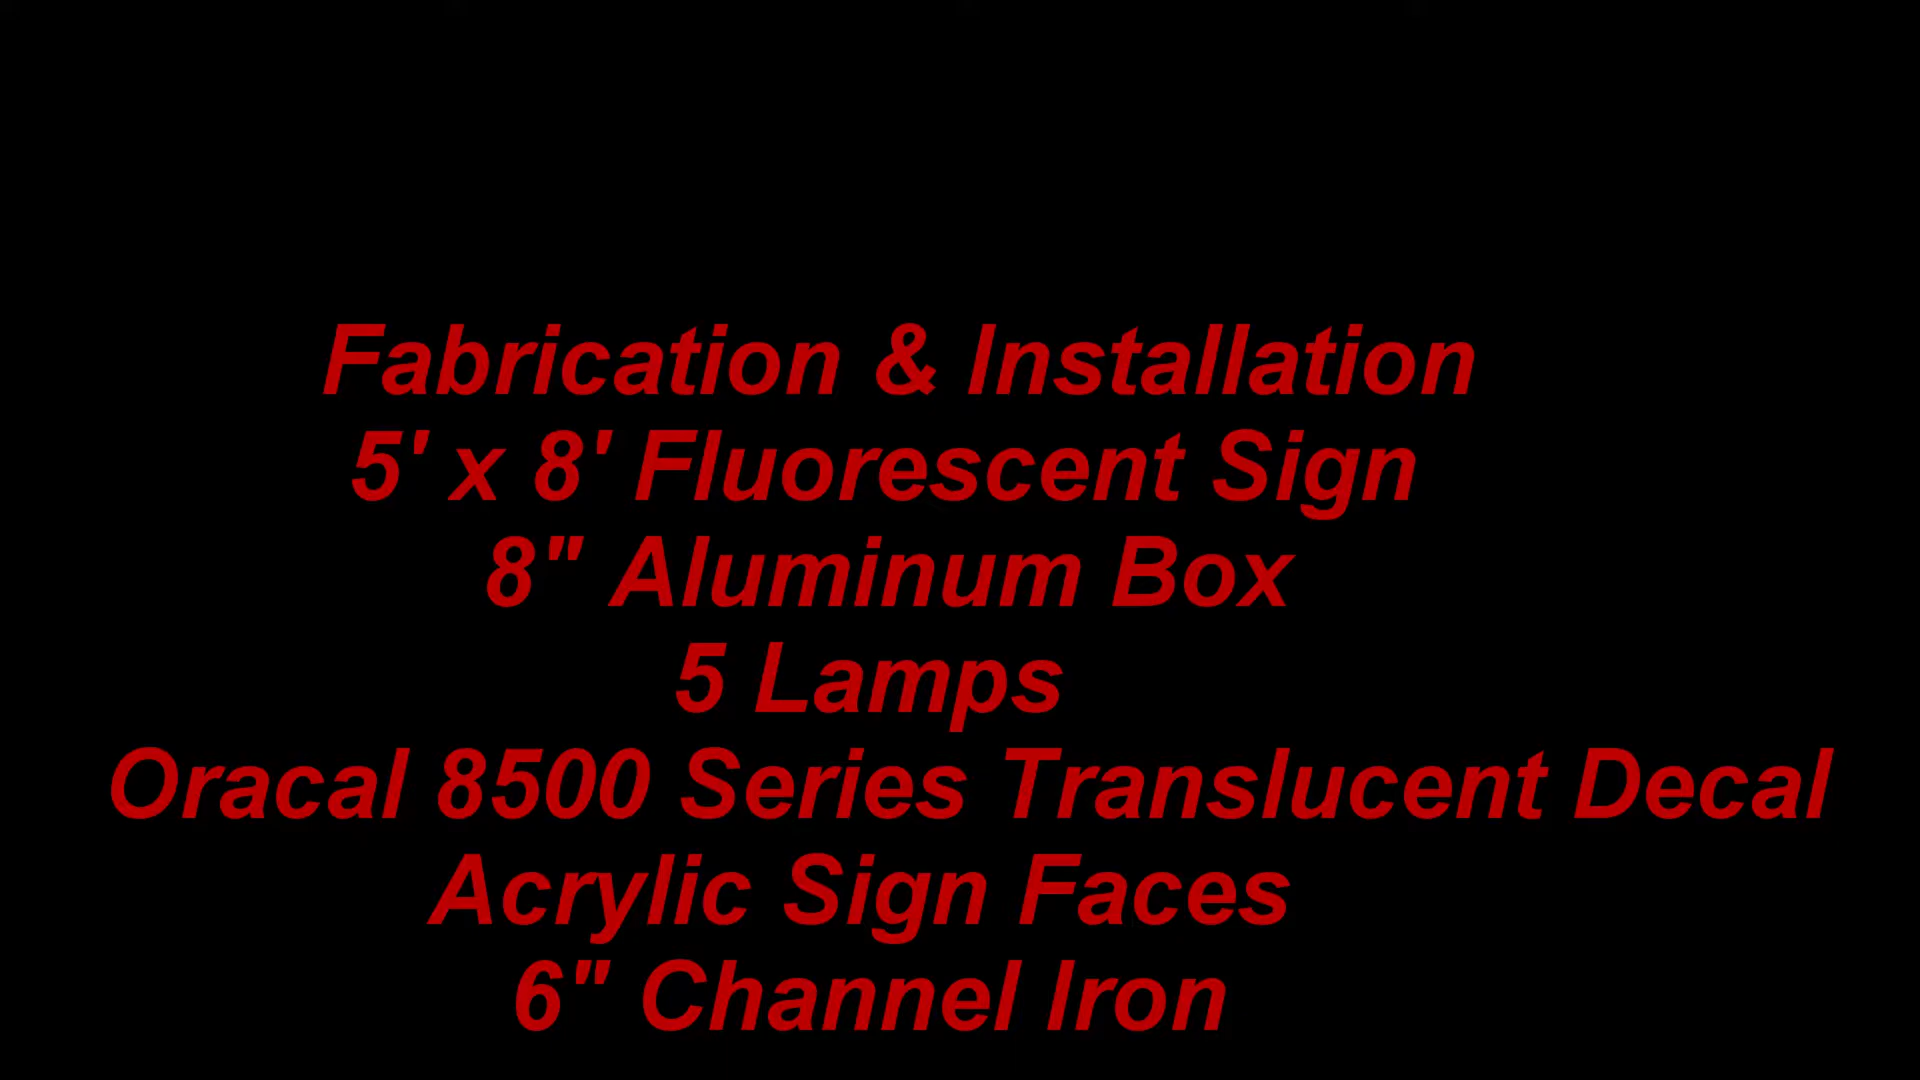 Fabrication & Installation
5' x 8' Fluorescent Sign
8" Aluminum Box
5 Lamps
Oracal 8500 Series Translucent Decal
Acrylic Sign Faces
6" Channel Iron